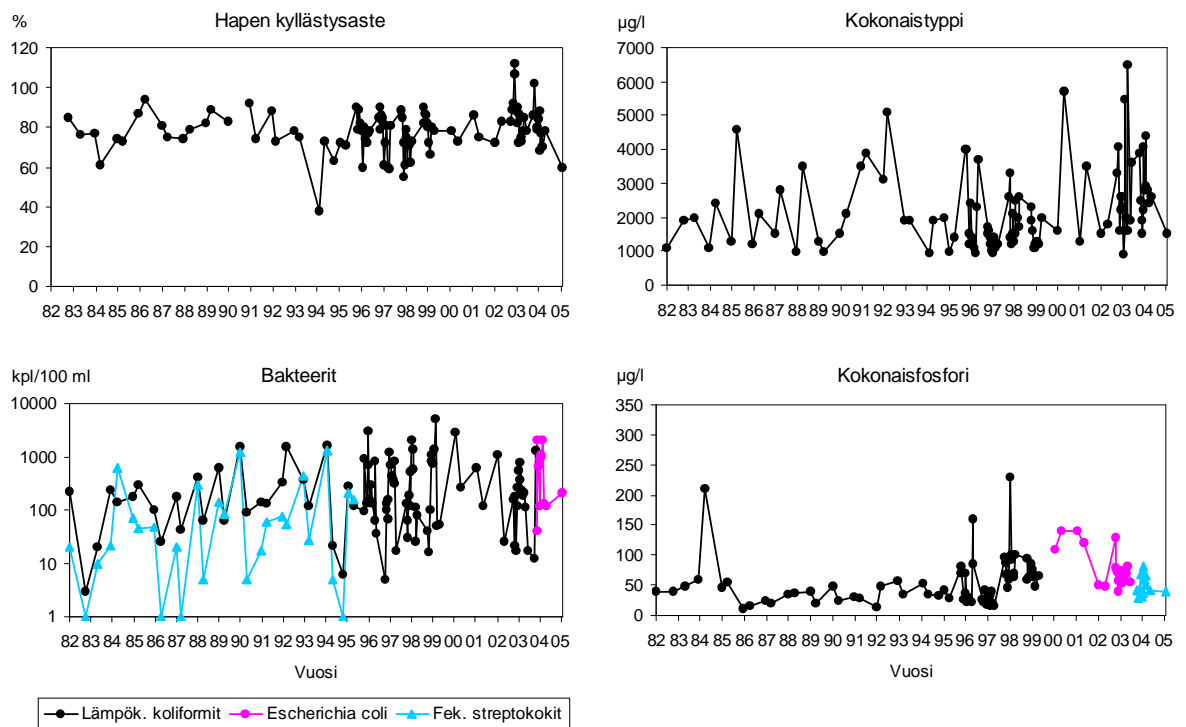 % Hapen kyllästysaste
120
100
80
60
40
20
0
82 83 84 85 86 87 88 89 90 91 92 93 94 95 96 97 98 99 00 01 02 03 04 05
µg/l Kokonaistyppi
7000
6000
5000
4000
3000
2000
1000
0
82 83 84 85 86 87 88 89 90 91 92 93 94 95 96 97 98 99 00 01 02 03 04 05
kpl/100 ml Bakteerit
10000
1000
100
10
1
82 83 84 85 86 87 88 89 90 91 92 93 94 95 96 97 98 99 00 01 02 03 04 05
Vuosi
µg/l Kokonaisfosfori
350
300
250
200
150
100
50
0
82 83 84 85 86 87 88 89 90 91 92 93 94 95 96 97 98 99 00 01 02 03 04 05
Vuosi
Lämpök. koliformit Escherichia coli Fek. streptokokit